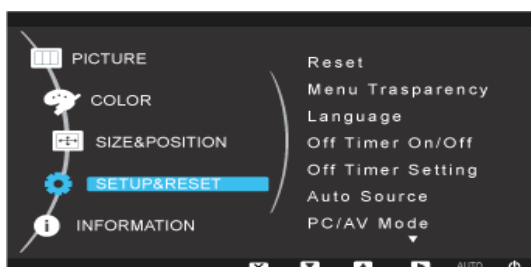 PICTURE
COLOR
SIZE&POSITION
SETUP&RESET
INFORMATION
Reset
Menu Trasparency
Language
Off Timer On/Off
Off Timer Setting
Auto Source
PC/AV Mode
AUTO